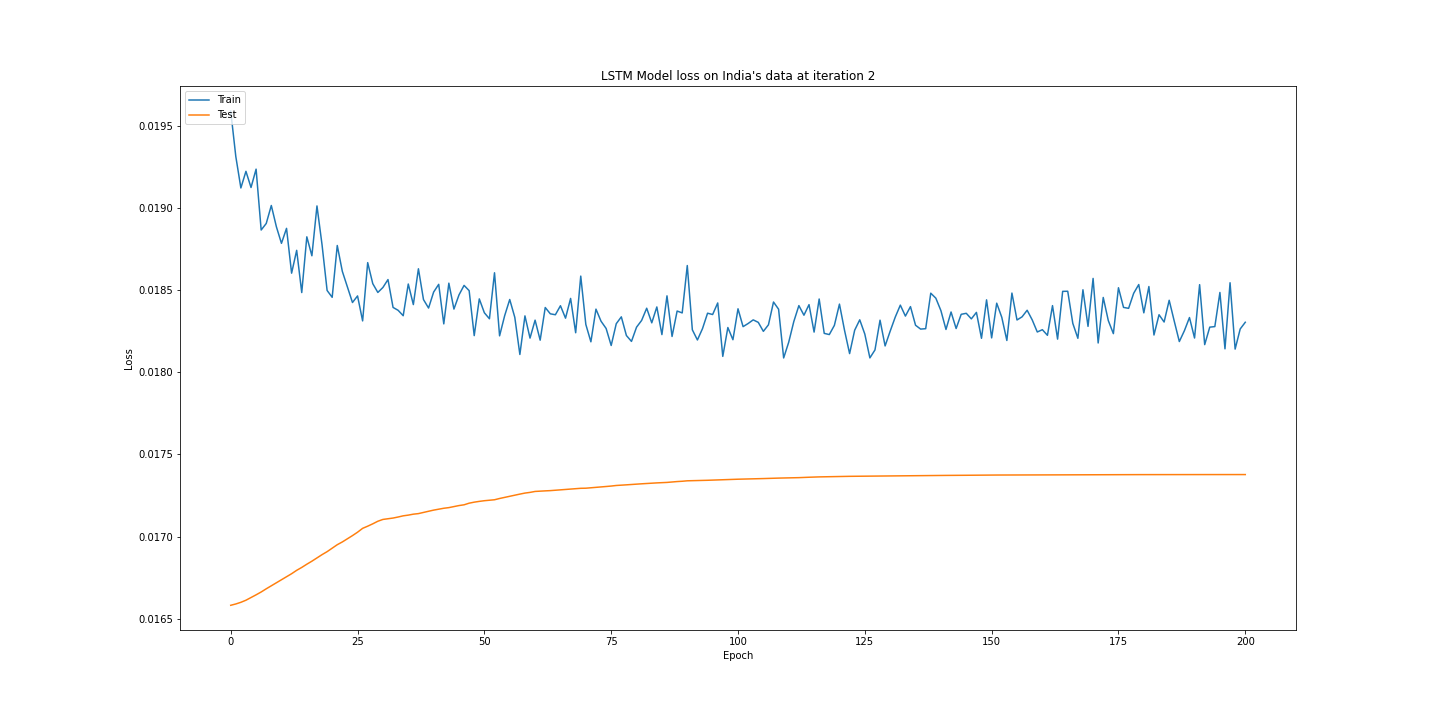 LSTM Model loss on India's data at iteration 2
Train
Test
0.0195
0.0190
0.0185
0.0180
0.0175
0.0170
0.0165
Loss
0 25 50 75 100 125 150 175 200
Epoch